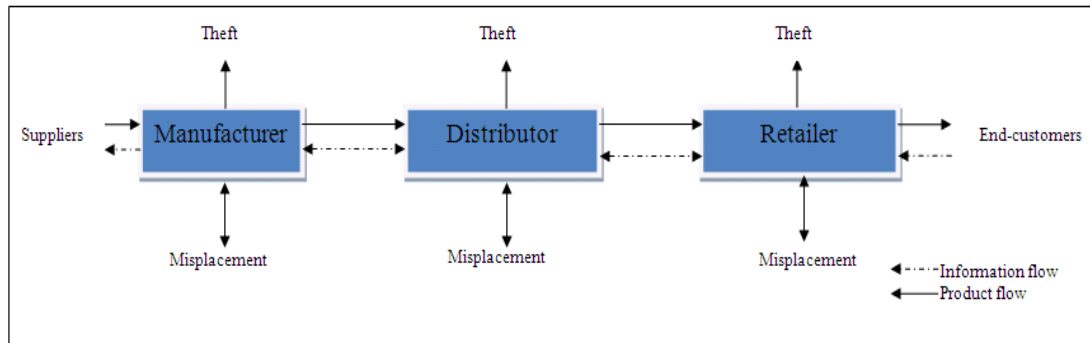 Theft
Theft
Theft
Suppliers
Manufacturer
Distributor
Retailer
End-customers
Misplacement
Misplacement
Misplacement
Information flow
Product flow